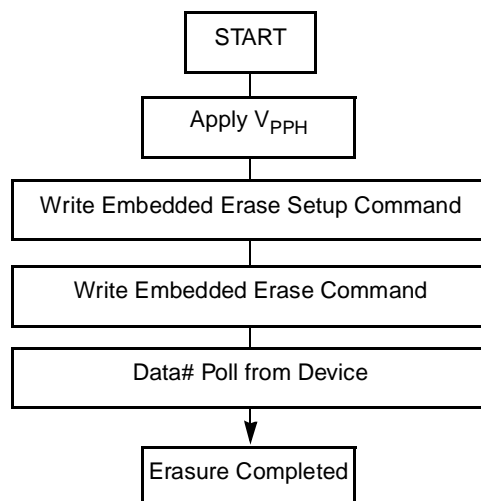 START
Apply V_PPH
Write Embedded Erase Setup Command
Write Embedded Erase Command
Data# Poll from Device
Erasure Completed